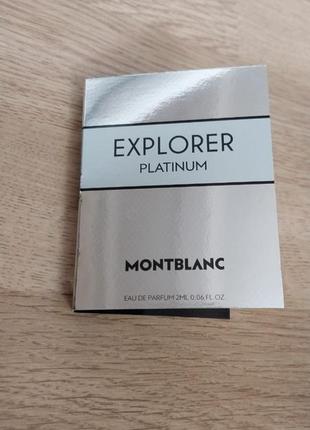 EXPLORER
PLATINUM
MONTBLANC
EAU DE PARFUM 2ML 0.06 FL.OZ.